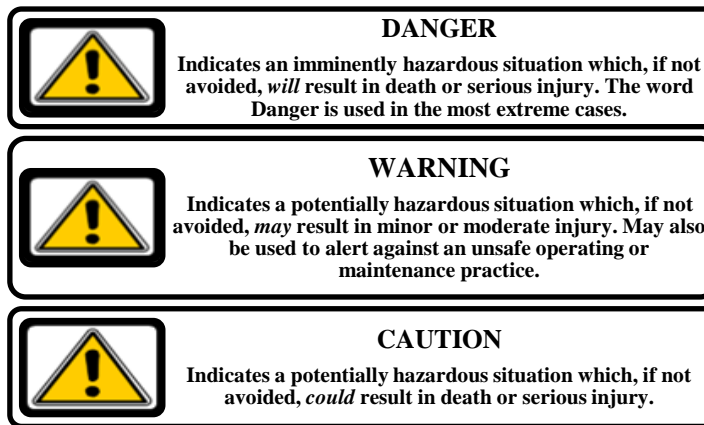 DANGER
Indicates an imminently hazardous situation which, if not
avoided, will result in death or serious injury. The word
Danger is used in the most extreme cases.
WARNING
Indicates a potentially hazardous situation which, if not
avoided, may result in minor or moderate injury. May also
be used to alert against an unsafe operating or
maintenance practice.
CAUTION
Indicates a potentially hazardous situation which, if not
avoided, could result in death or serious injury.